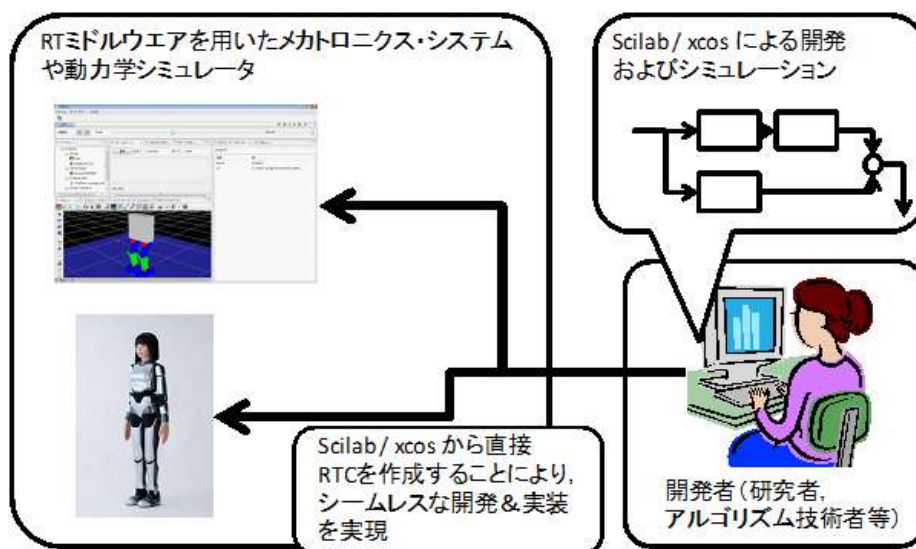 RTミドルウエアを用いたメカトロニクス・システム
や動力学シミュレータ
Scilab / xcos による開発
およびシミュレーション
Scilab / xcos から直接
RTCを作成することにより,
シームレスな開発＆実装
を実現
開発者(研究者,
アルゴリズム技術者等)